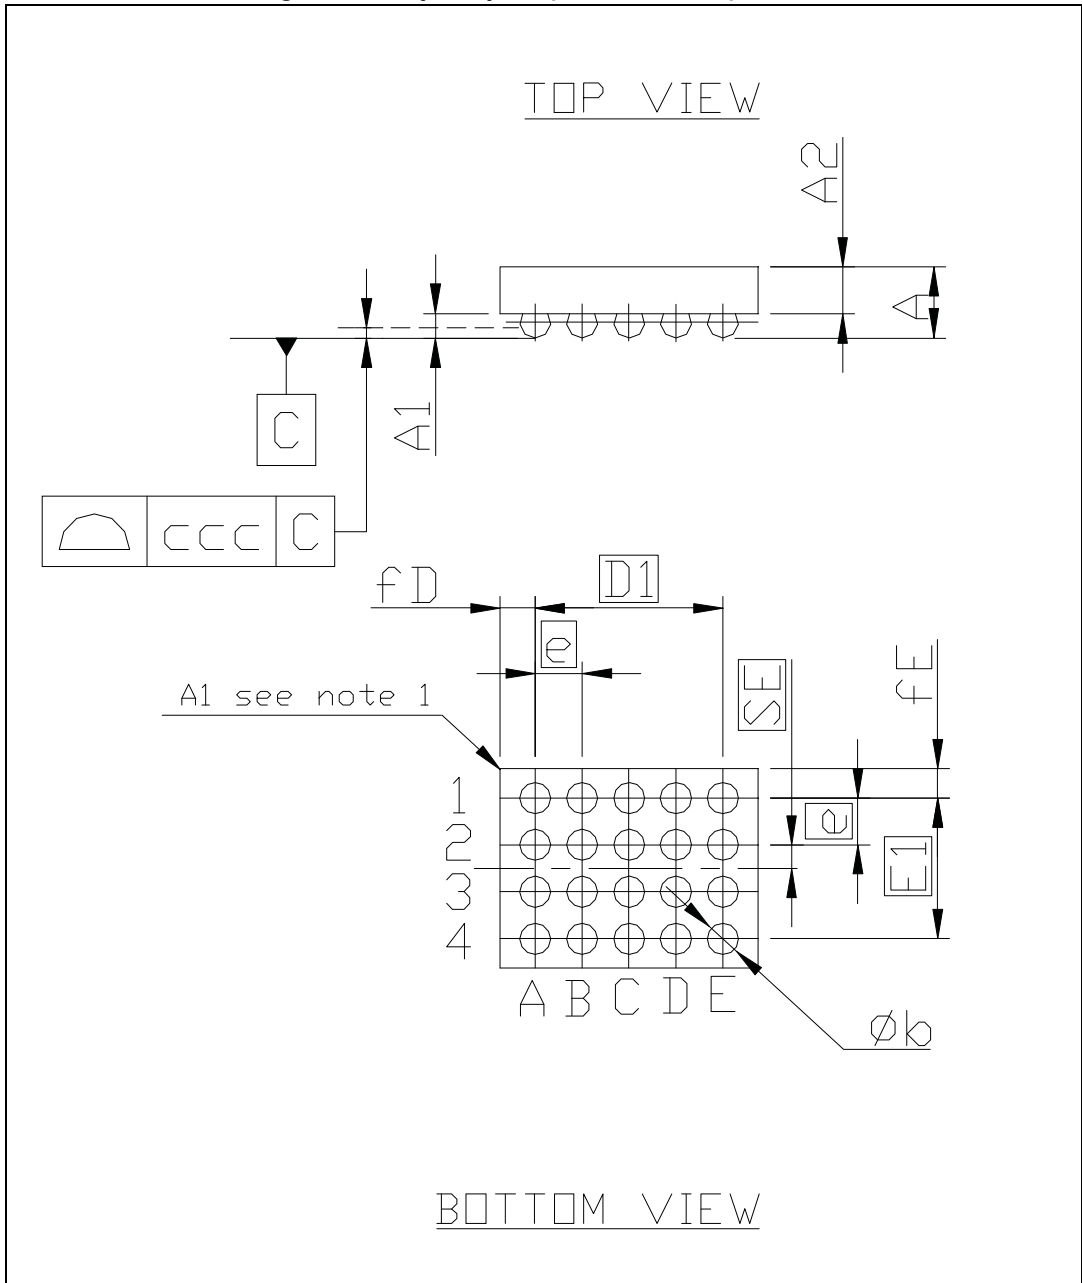 TOP VIEW
A2
A
A1
C
ccc C
fD
D1
e
SE
fE
A1 see note 1
e
E1
1
2
3
4
A B C D E
Øb
BOTTOM VIEW